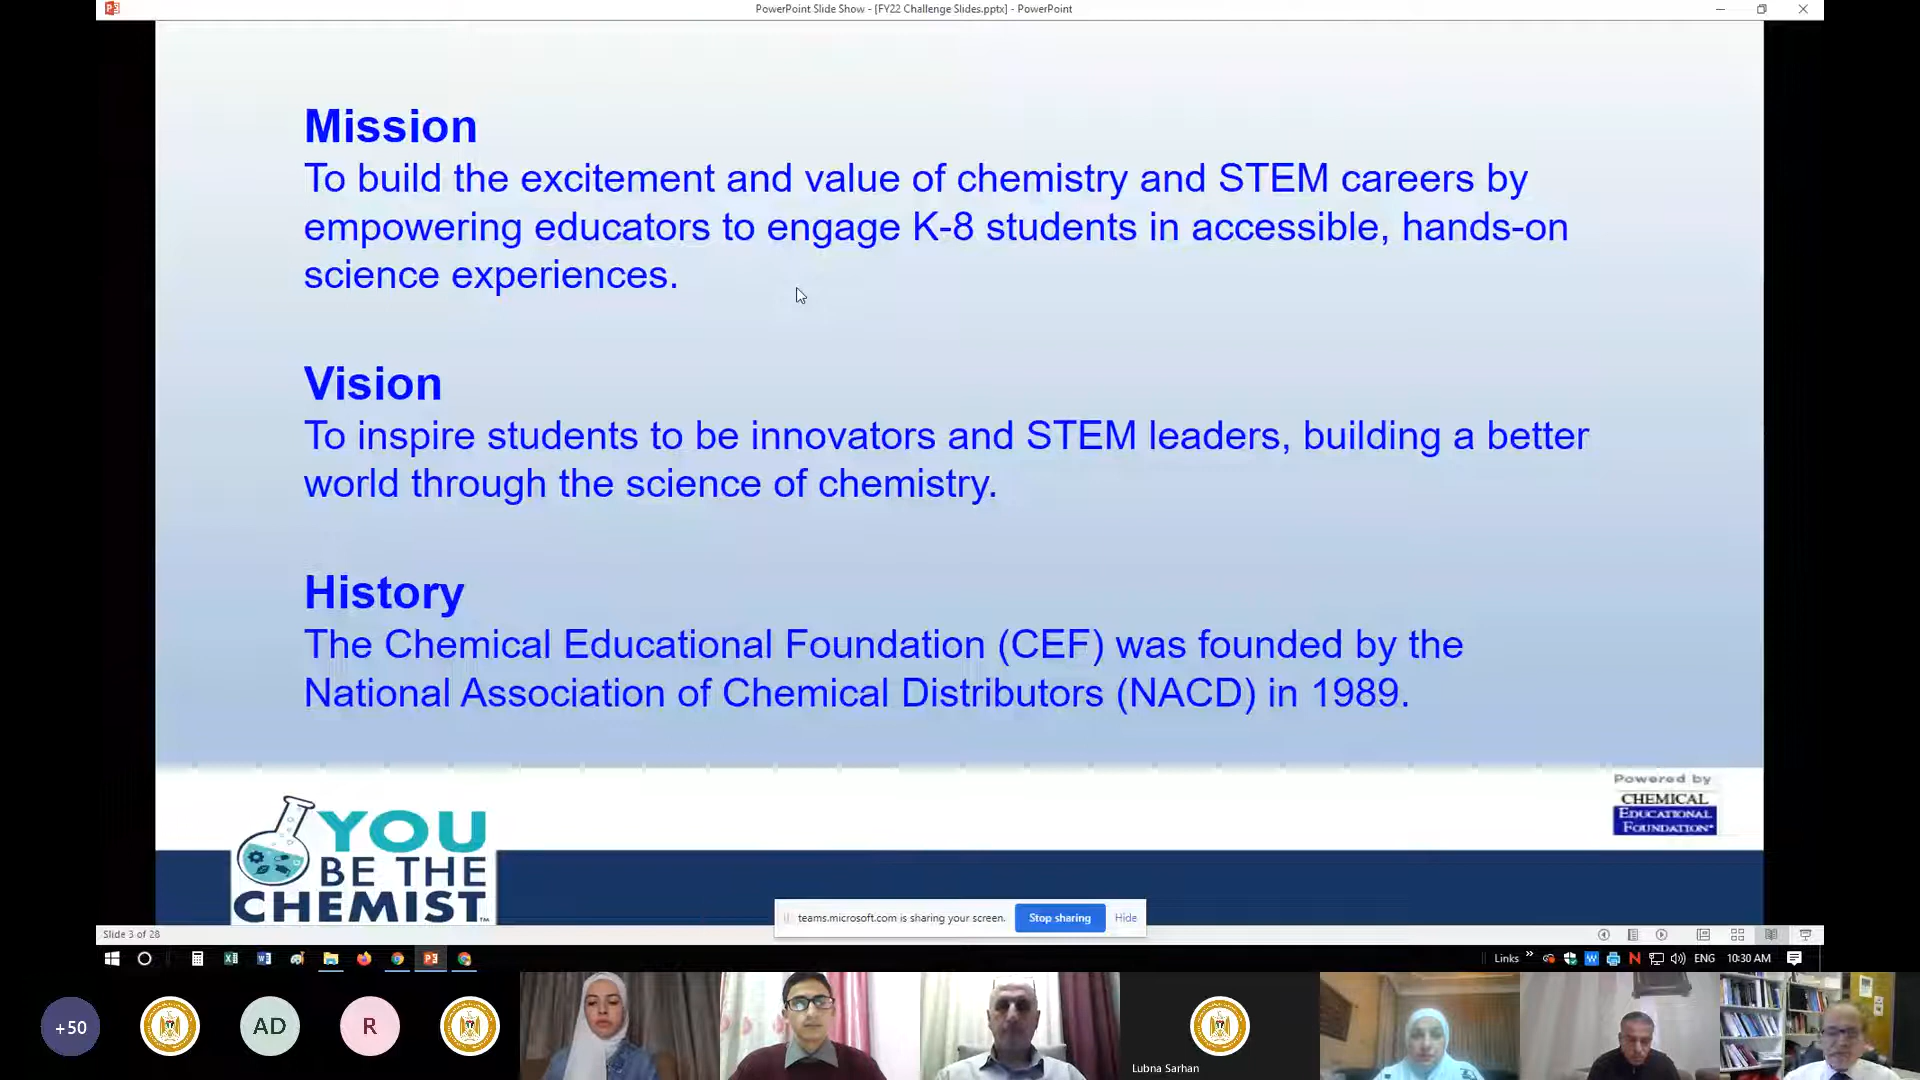 PowerPoint Slide Show - [FY22 Challenge Slides.pptx] - PowerPoint
Mission
To build the excitement and value of chemistry and STEM careers by
empowering educators to engage K-8 students in accessible, hands-on
science experiences.
Vision
To inspire students to be innovators and STEM leaders, building a better
world through the science of chemistry.
History
The Chemical Educational Foundation (CEF) was founded by the
National Association of Chemical Distributors (NACD) in 1989.
Powered by
CHEMICAL
EDUCATIONAL
FOUNDATION
YOU
BE THE
CHEMIST
TM
teams.microsoft.com is sharing your screen.
Stop sharing
Hide
Slide 3 of 28
Links
ENG
10:30 AM
+50
AD
R
Lubna Sarhan